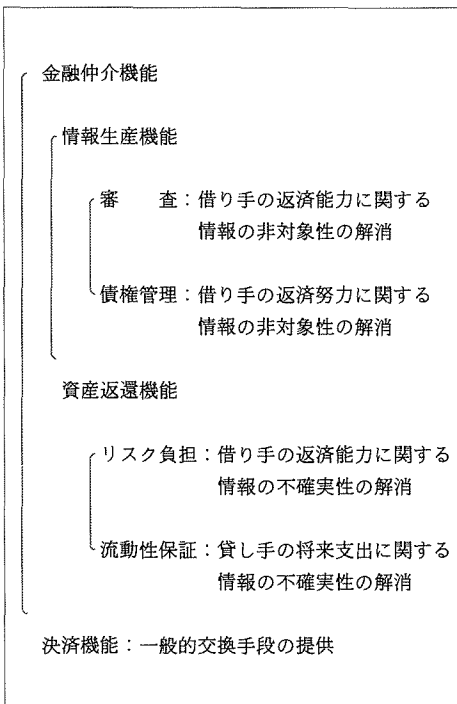 金融仲介機能
情報生産機能
審　　査：借り手の返済能力に関する
情報の非対象性の解消
債権管理：借り手の返済努力に関する
情報の非対象性の解消
資産返還機能
リスク負担：借り手の返済能力に関する
情報の不確実性の解消
流動性保証：貸し手の将来支出に関する
情報の不確実性の解消
決済機能：一般的交換手段の提供